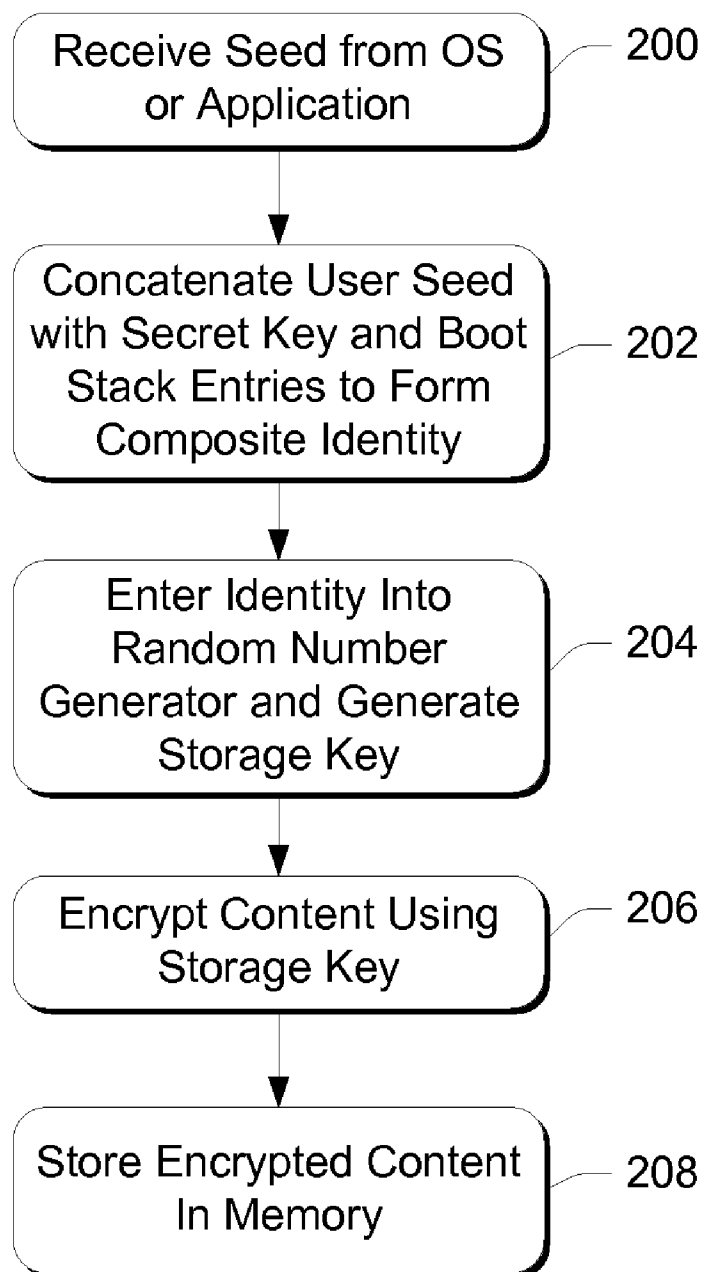 Receive Seed from OS
or Application
200
Concatenate User Seed
with Secret Key and Boot
Stack Entries to Form
Composite Identity
202
Enter Identity Into
Random Number
Generator and Generate
Storage Key
204
Encrypt Content Using
Storage Key
206
Store Encrypted Content
In Memory
208